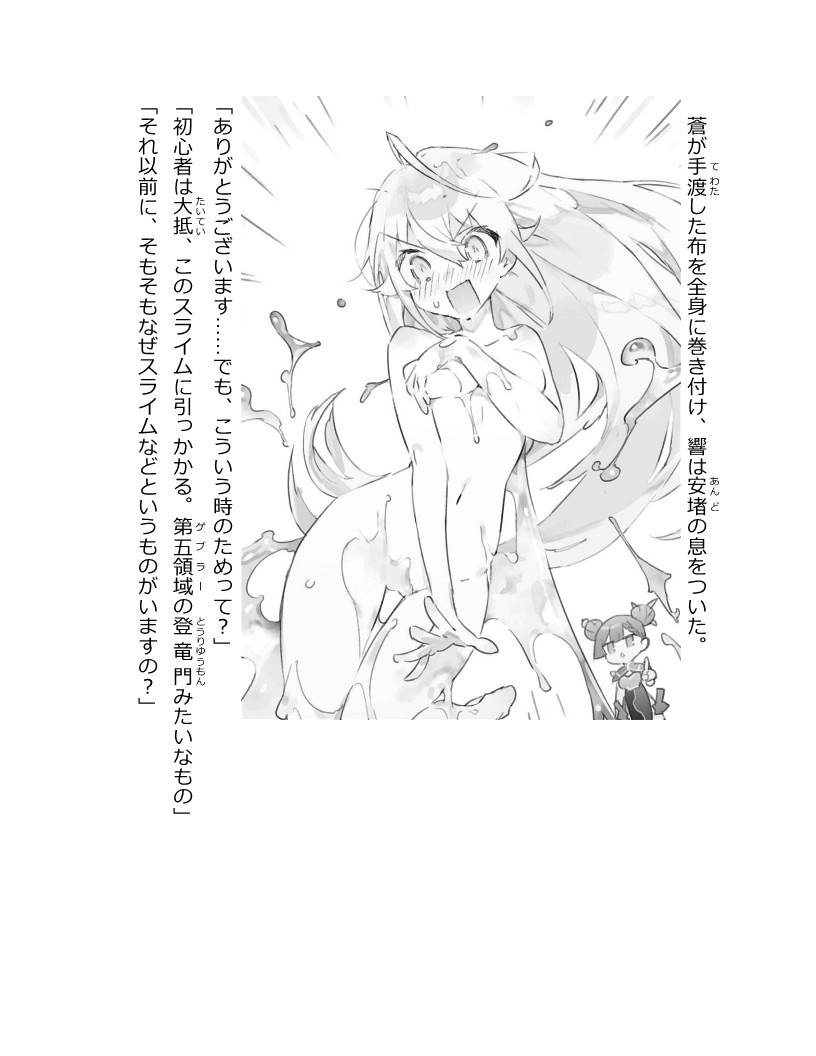 蒼が手渡した布を全身に巻き付け、響は安堵の息をついた。
「ありがとうございます……でも、こういう時のためって？」
「初心者は大抵、このスライムに引っかかる。第五領域の登竜門みたいなもの」
「それ以前に、そもそもなぜスライムなどというものがいますの？」